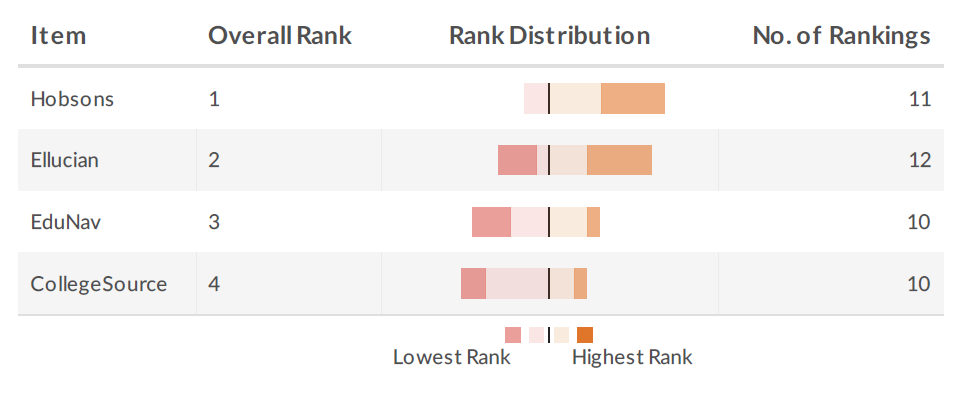 Item Overall Rank Rank Distribution No. of Rankings
Hobsons 1 11
Ellucian 2 12
EduNav 3 10
CollegeSource 4 10
Lowest Rank Highest Rank